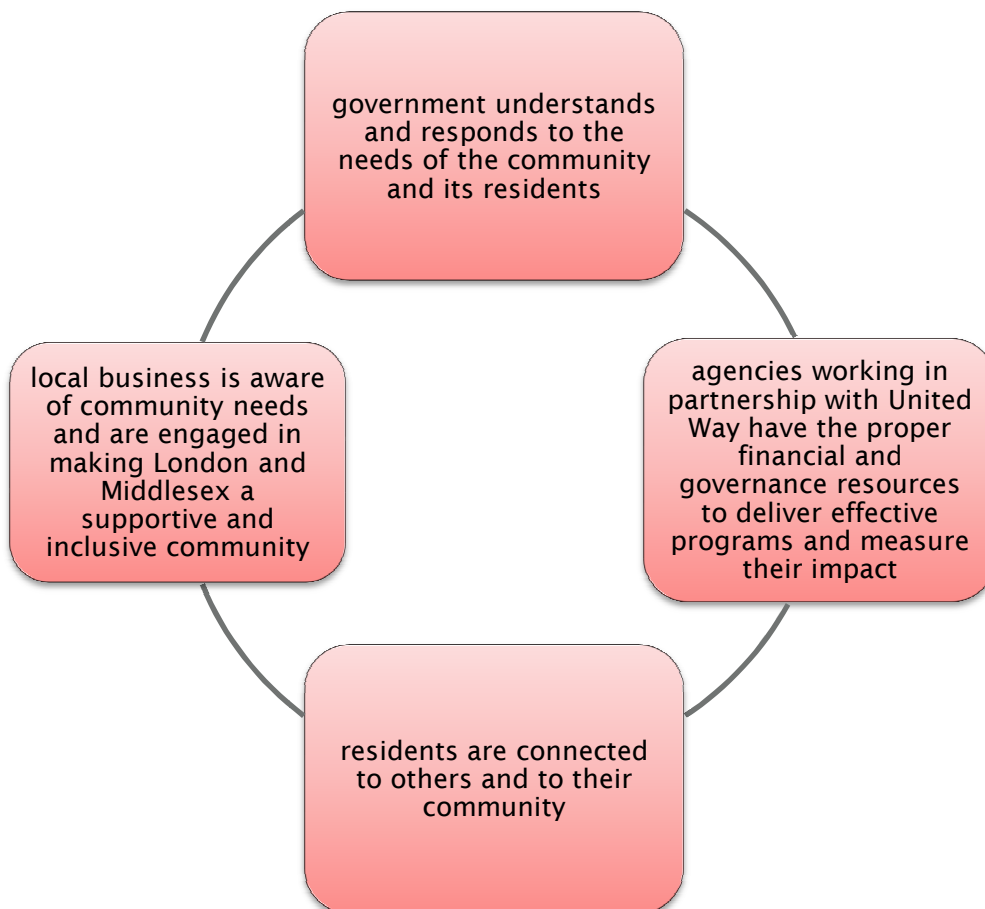 government understands
and responds to the
needs of the community
and its residents
local business is aware
of community needs
and are engaged in
making London and
Middlesex a
supportive and
inclusive community
agencies working in
partnership with United
Way have the proper
financial and
governance resources
to deliver effective
programs and measure
their impact
residents are connected
to others and to their
community